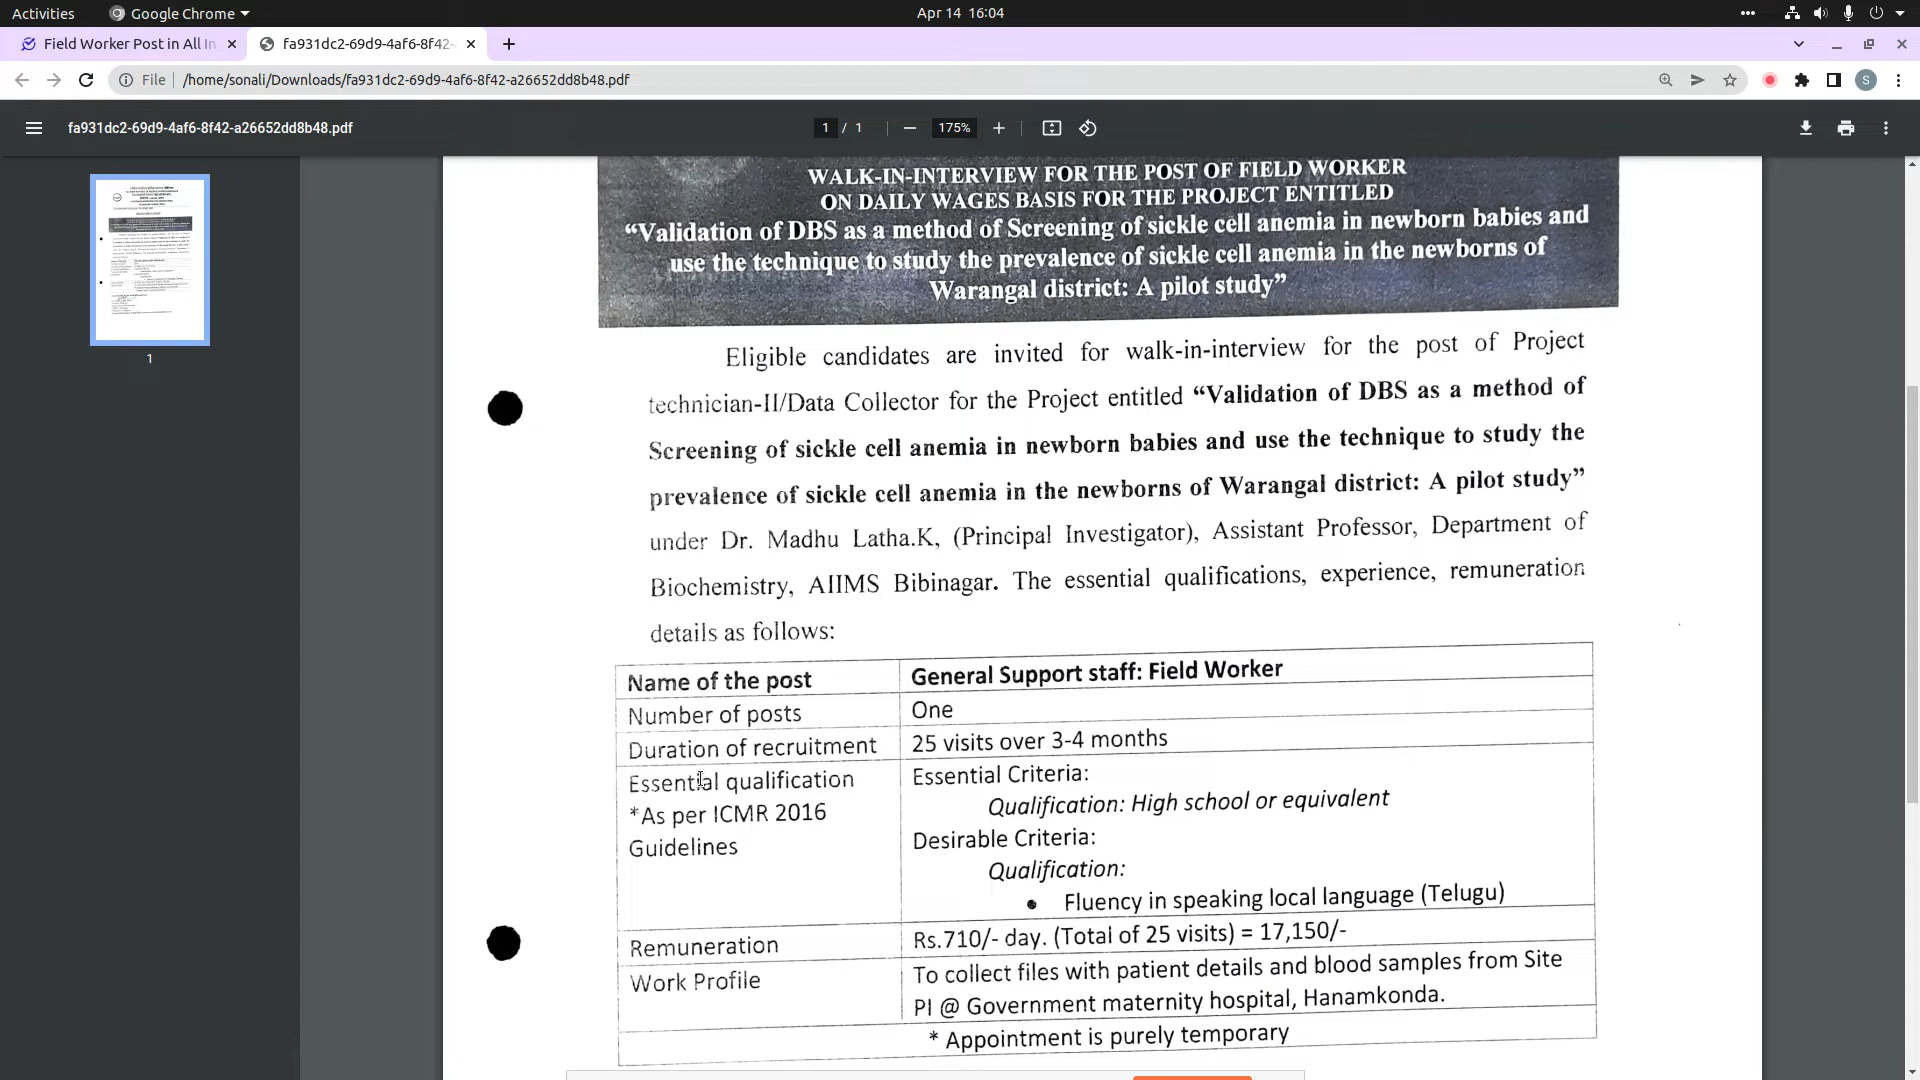 Activities
Google Chrome
Apr 14 16:04
Field Worker Post in All In
fa931dc2-69d9-4af6-8f42-
File
/home/sonali/Downloads/fa931dc2-69d9-4af6-8f42-a26652dd8b48.pdf
S
fa931dc2-69d9-4af6-8f42-a26652dd8b48.pdf
1 / 1
175%
1
WALK-IN-INTERVIEW FOR THE POST OF FIELD WORKER
ON DAILY WAGES BASIS FOR THE PROJECT ENTITLED
“Validation of DBS as a method of Screening of sickle cell anemia in newborn babies and
use the technique to study the prevalence of sickle cell anemia in the newborns of
Warangal district: A pilot study”
Eligible candidates are invited for walk-in-interview for the post of Project
technician-II/Data Collector for the Project entitled “Validation of DBS as a method of
Screening of sickle cell anemia in newborn babies and use the technique to study the
prevalence of sickle cell anemia in the newborns of Warangal district: A pilot study”
under Dr. Madhu Latha.K, (Principal Investigator), Assistant Professor, Department of
Biochemistry, AIIMS Bibinagar. The essential qualifications, experience, remuneration
details as follows:
Name of the post
General Support staff: Field Worker
Number of posts
One
Duration of recruitment
25 visits over 3-4 months
Essential qualification
*As per ICMR 2016
Guidelines
Essential Criteria:
Qualification: High school or equivalent
Desirable Criteria:
Qualification:
• Fluency in speaking local language (Telugu)
Remuneration
Rs.710/- day. (Total of 25 visits) = 17,150/-
Work Profile
To collect files with patient details and blood samples from Site
PI @ Government maternity hospital, Hanamkonda.
* Appointment is purely temporary